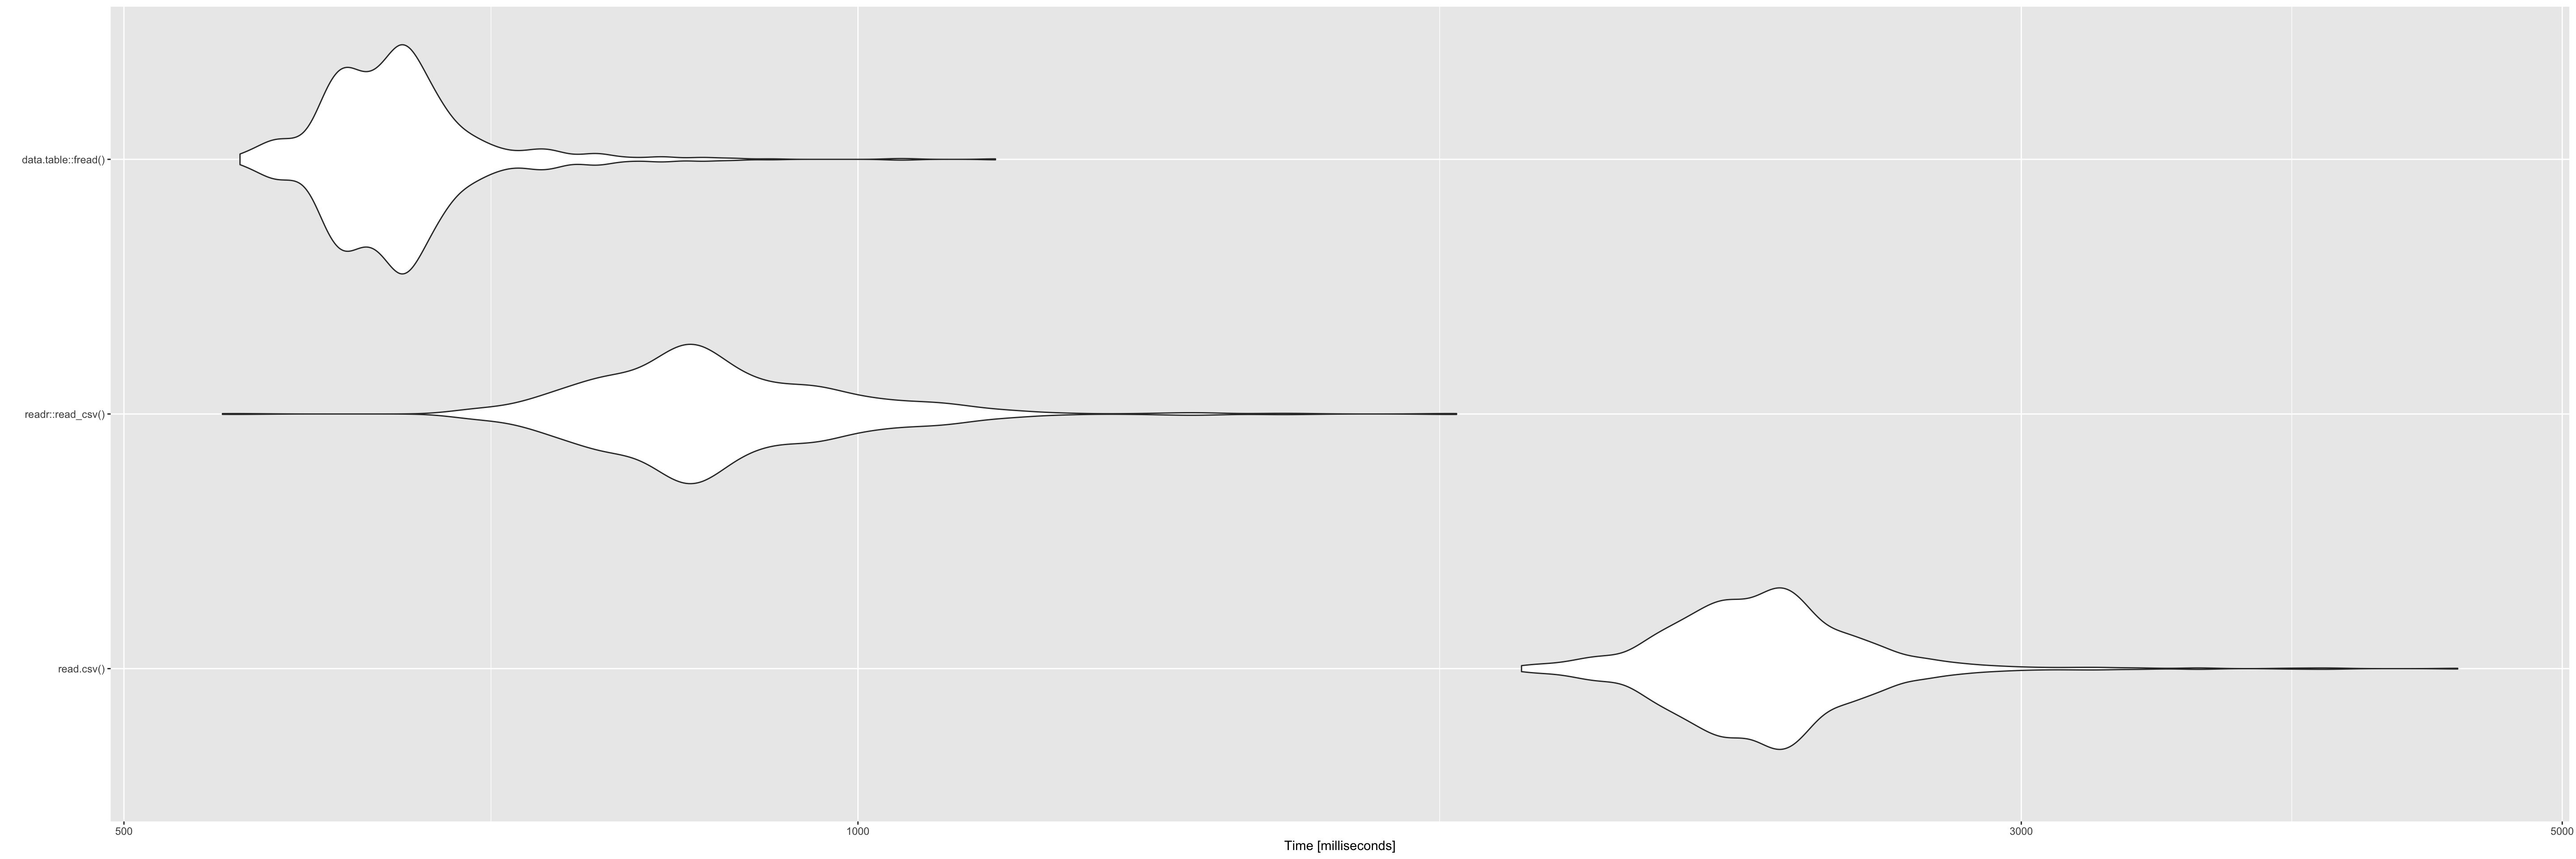 data.table::fread()
readr::read_csv()
read.csv()
500 1000 3000 5000
Time [milliseconds]